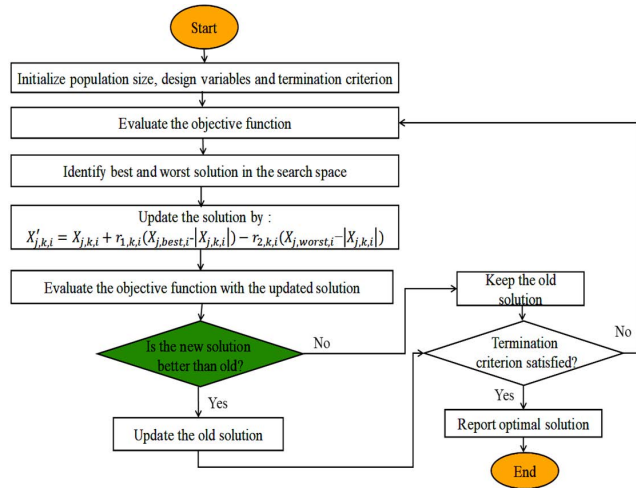 Start
Initialize population size, design variables and termination criterion
Evaluate the objective function
Identify best and worst solution in the search space
Update the solution by :
X′j,k,i = Xj,k,i + r1,k,i(Xj,best,i-|Xj,k,i|) − r2,k,i(Xj,worst,i−|Xj,k,i|)
Evaluate the objective function with the updated solution
Is the new solution
better than old?
No
Yes
Update the old solution
Keep the old
solution
Termination
criterion satisfied?
No
Yes
Report optimal solution
End